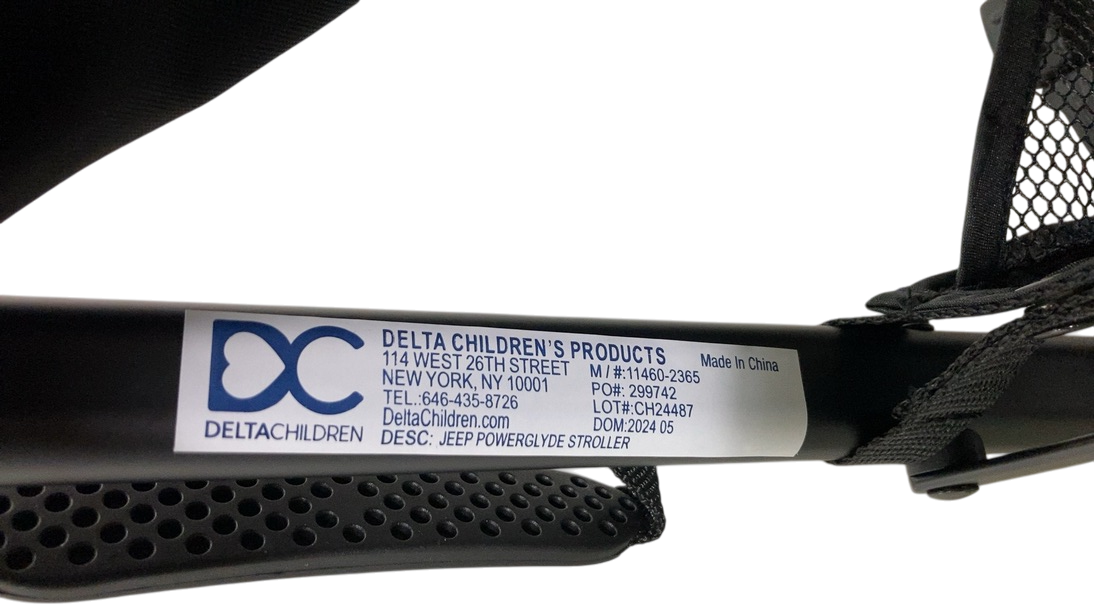 DC
DELTACHILDREN
DELTA CHILDREN'S PRODUCTS
114 WEST 26TH STREET
NEW YORK, NY 10001
TEL.:646-435-8726
DeltaChildren.com
DESC: JEEP POWERGLYDE STROLLER
M / #:11460-2365
PO#: 299742
LOT#:CH24487
DOM:2024 05
Made In China